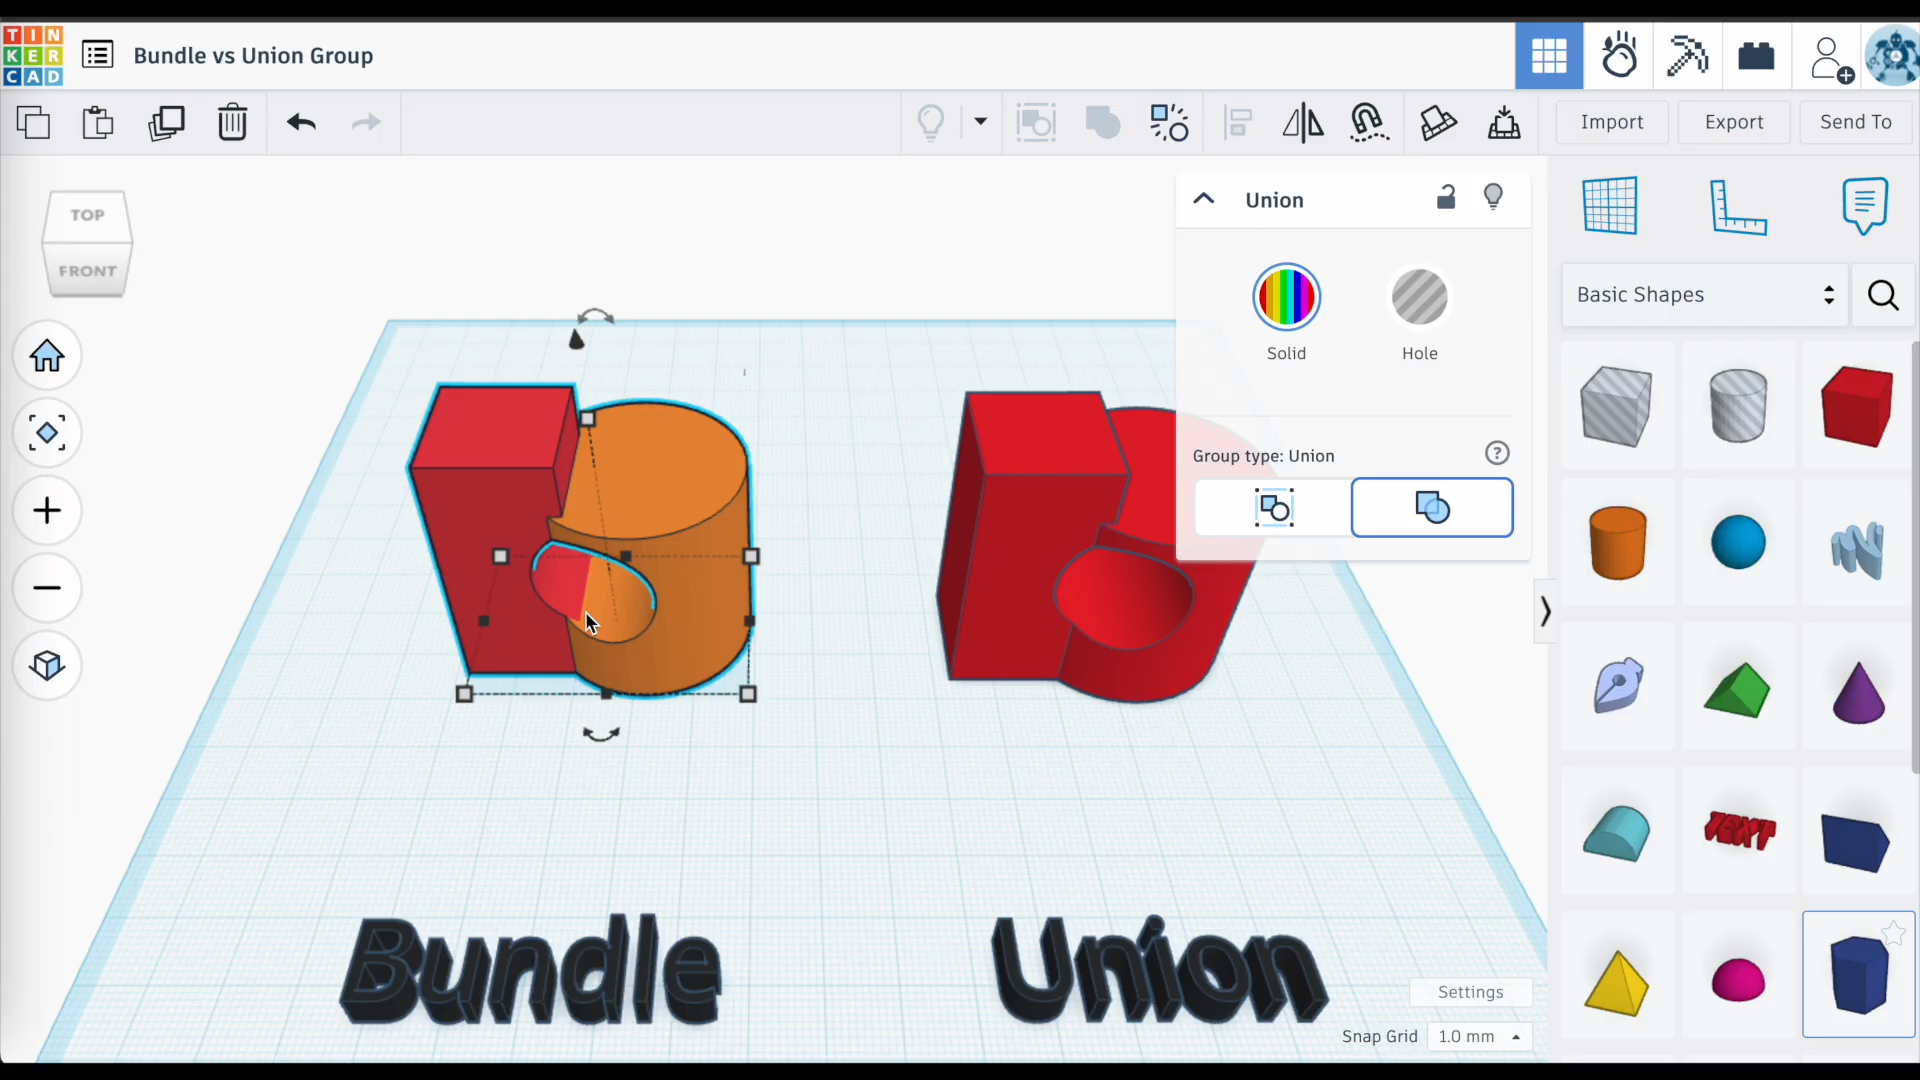 TIN
KER
CAD
Bundle vs Union Group
Import
Export
Send To
TOP
FRONT
Union
Solid
Hole
Group type: Union
?
Basic Shapes
TEXT
Bundle
Union
Settings
Snap Grid
1.0 mm